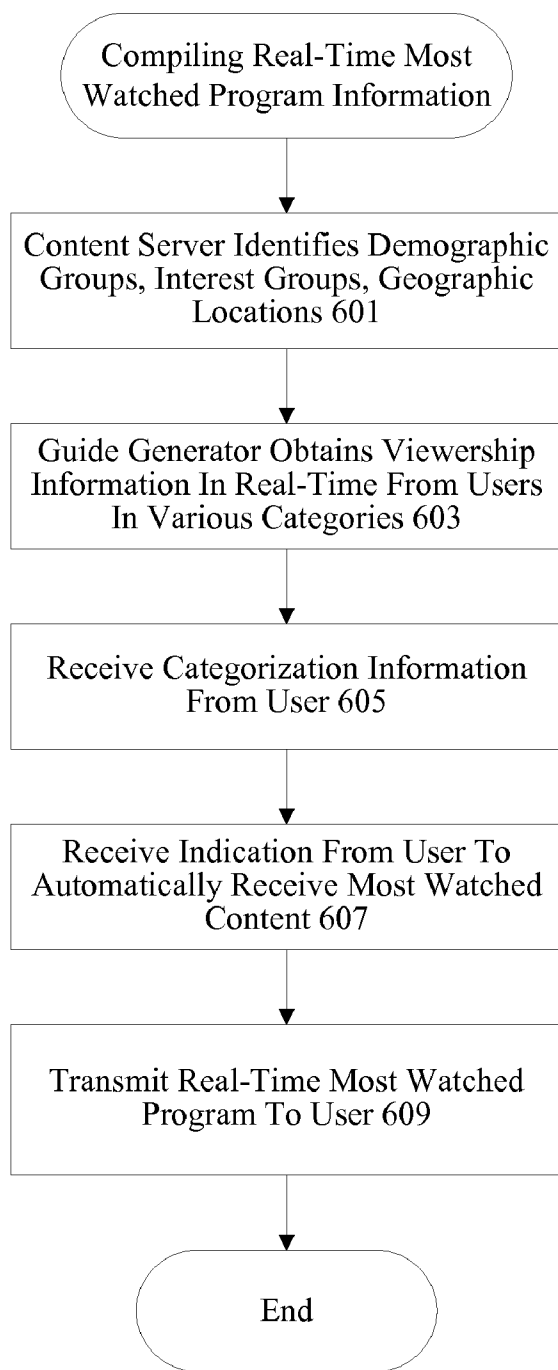 Compiling Real-Time Most
Watched Program Information
Content Server Identifies Demographic
Groups, Interest Groups, Geographic
Locations 601
Guide Generator Obtains Viewership
Information In Real-Time From Users
In Various Categories 603
Receive Categorization Information
From User 605
Receive Indication From User To
Automatically Receive Most Watched
Content 607
Transmit Real-Time Most Watched
Program To User 609
End